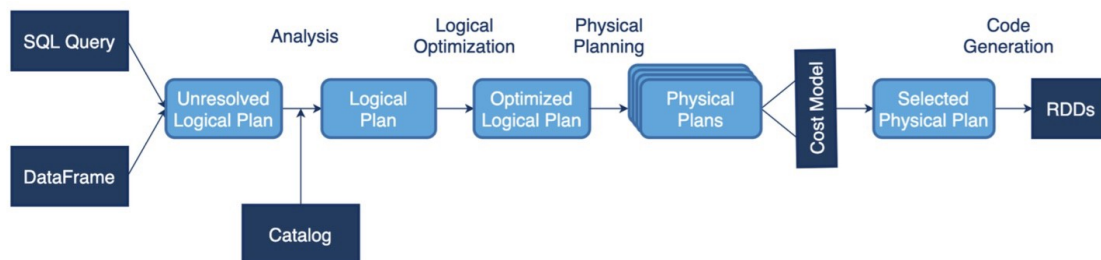 SQL Query
DataFrame
Analysis
Unresolved
Logical Plan
Catalog
Logical
Plan
Logical
Optimization
Optimized
Logical Plan
Physical
Planning
Physical
Plans
Cost Model
Selected
Physical Plan
Code
Generation
RDDs